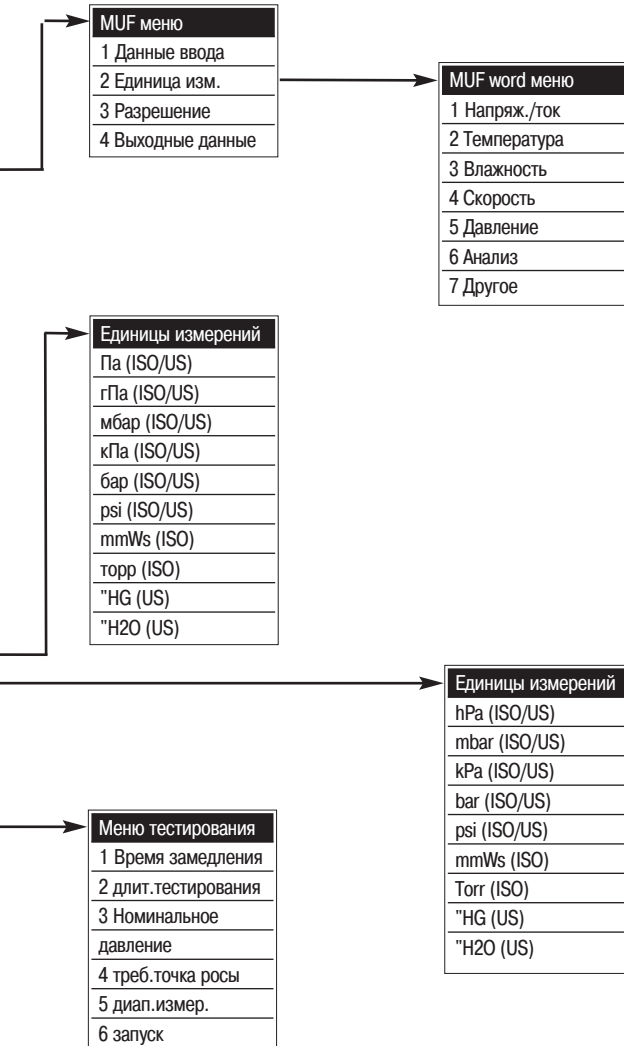 MUF меню
1 Данные ввода
2 Единица изм.
3 Разрешение
4 Выходные данные
MUF word меню
1 Напряж./ток
2 Температура
3 Влажность
4 Скорость
5 Давление
6 Анализ
7 Другое
Единицы измерений
Па (ISO/US)
гПа (ISO/US)
мбар (ISO/US)
кПа (ISO/US)
бар (ISO/US)
psi (ISO/US)
mmWs (ISO)
торр (ISO)
"HG (US)
"H2O (US)
Единицы измерений
hPa (ISO/US)
mbar (ISO/US)
kPa (ISO/US)
bar (ISO/US)
psi (ISO/US)
mmWs (ISO)
Torr (ISO)
"HG (US)
"H2O (US)
Меню тестирования
1 Время замедления
2 длит.тестирования
3 Номинальное
давление
4 треб.точка росы
5 диап.измер.
6 запуск